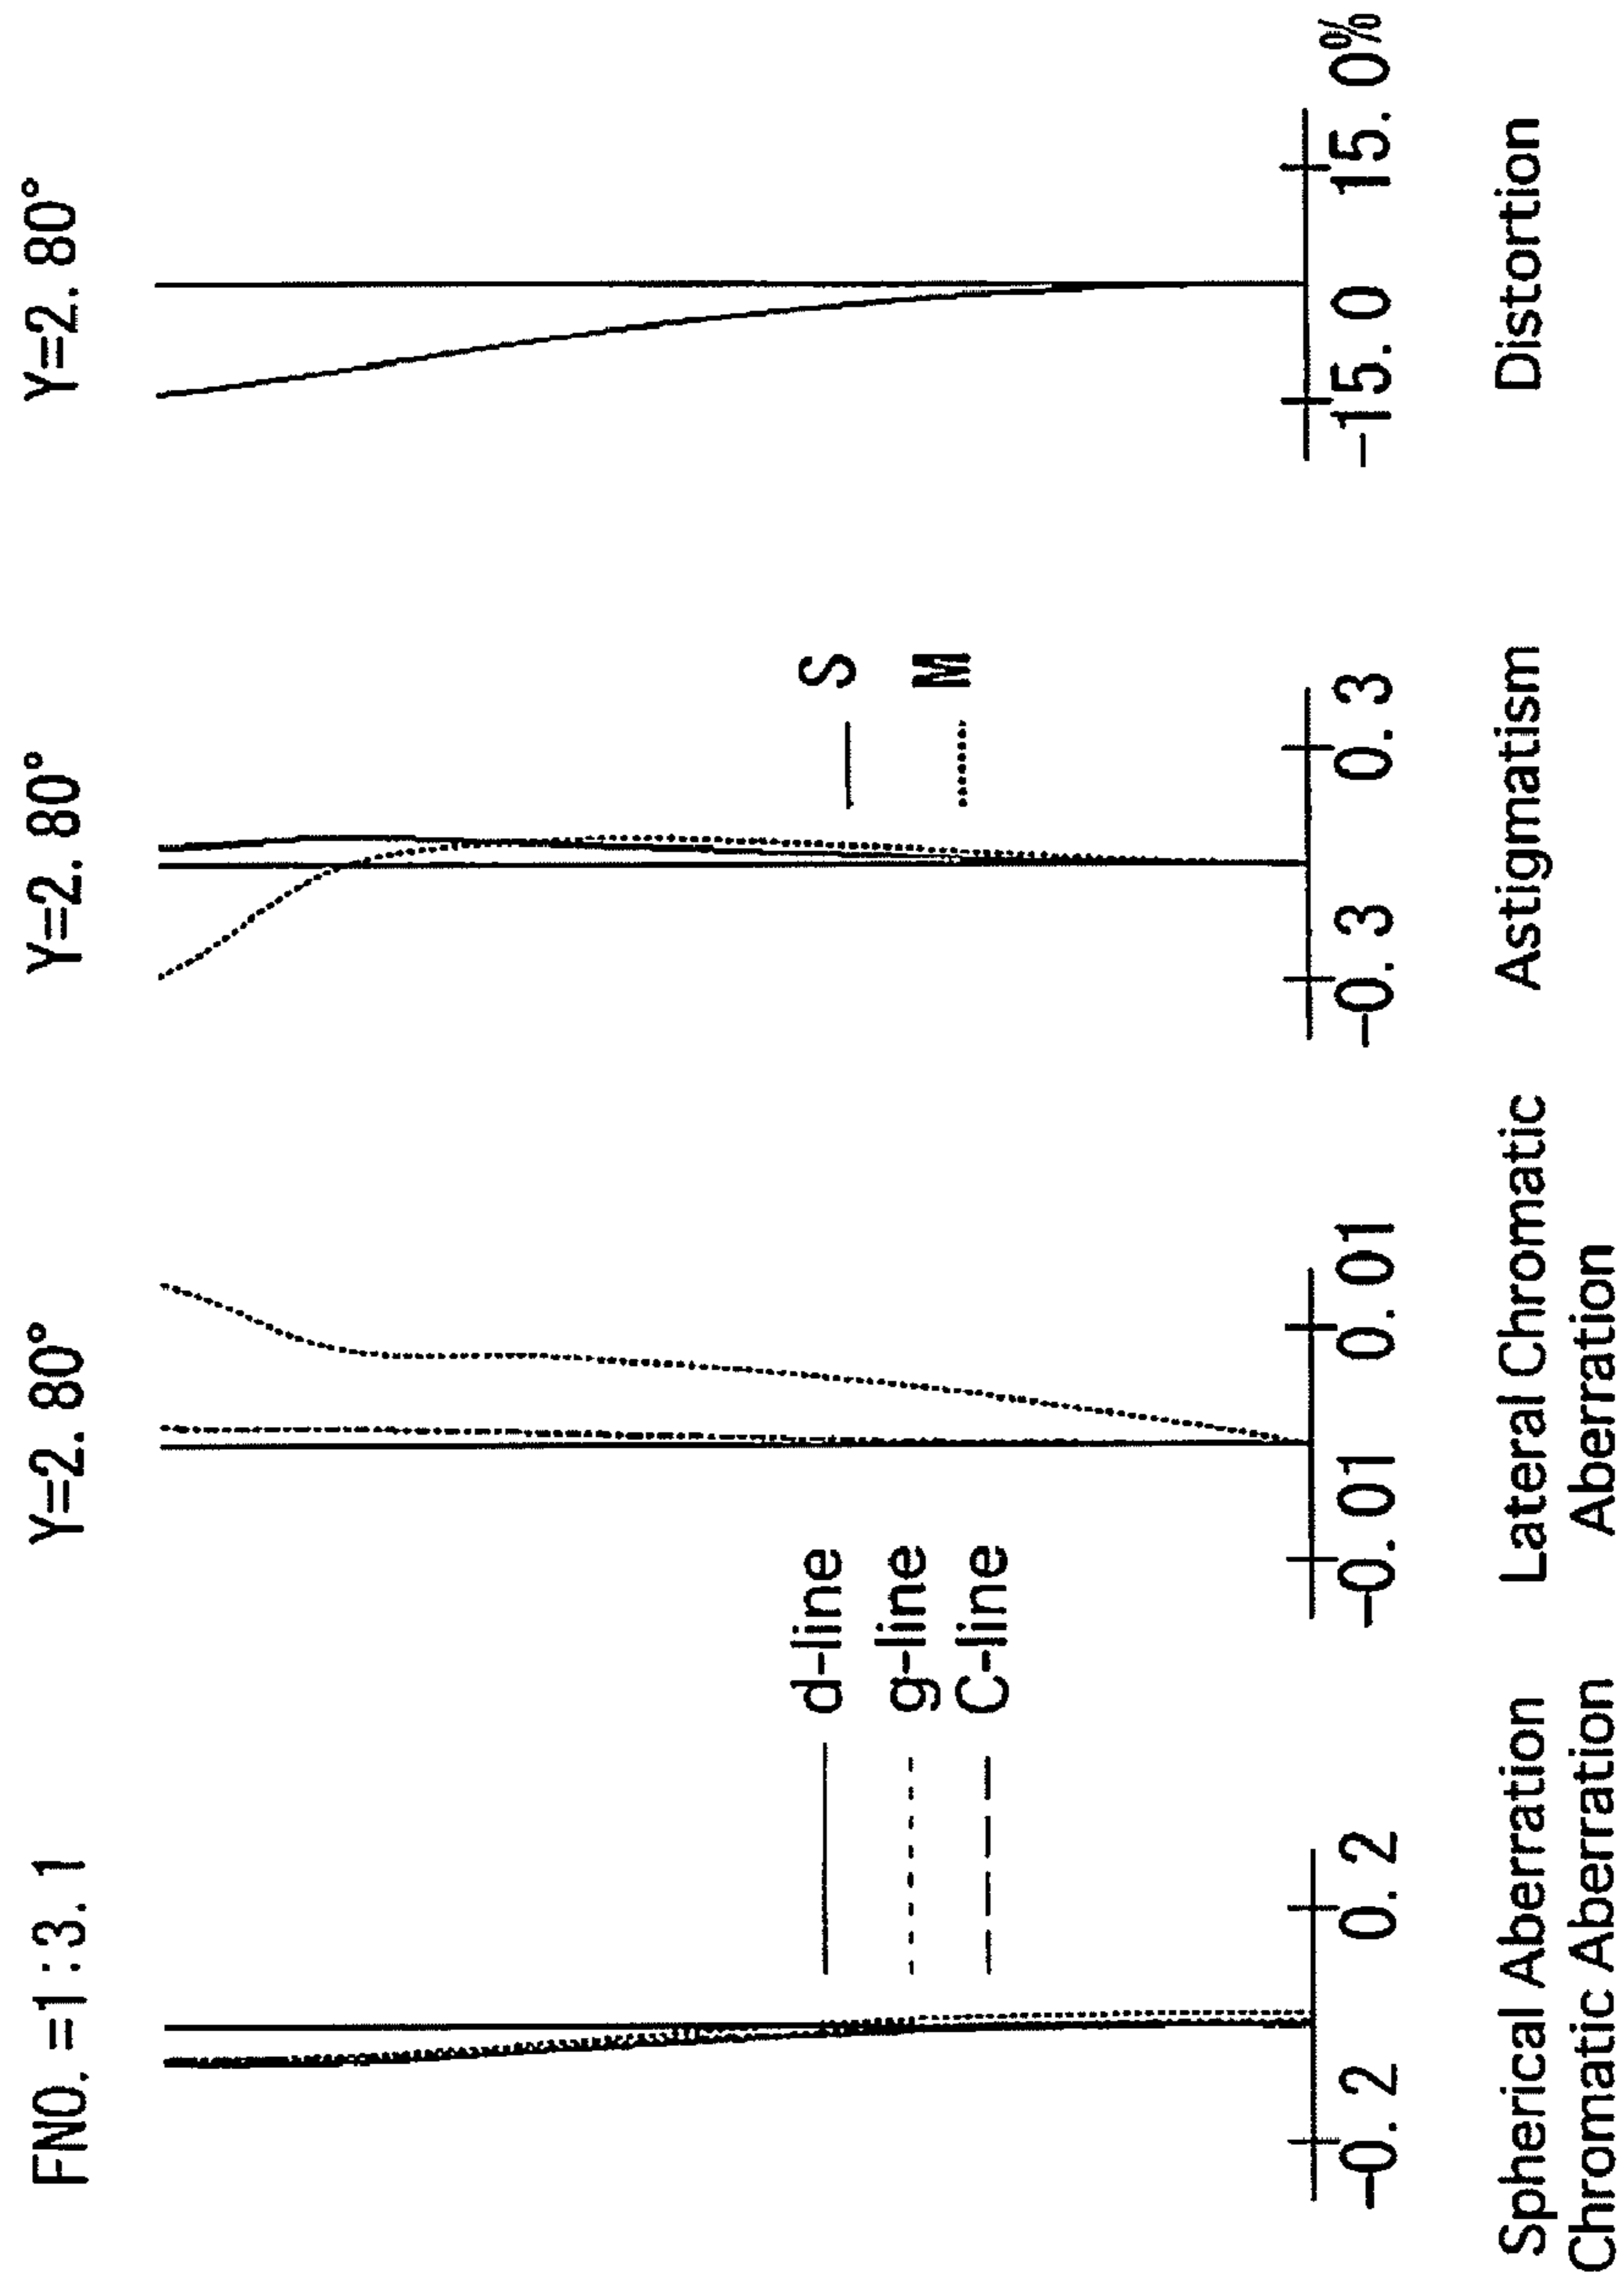 FNO.=1:3.1
d-line
g-line
C-line
-0.2
0.2
Spherical Aberration
Chromatic Aberration
Y=2.80°
-0.01
0.01
Lateral Chromatic
Aberration
Y=2.80°
S
M
-0.3
0.3
Astigmatism
Y=2.80°
-15.0
15.0%
Distortion